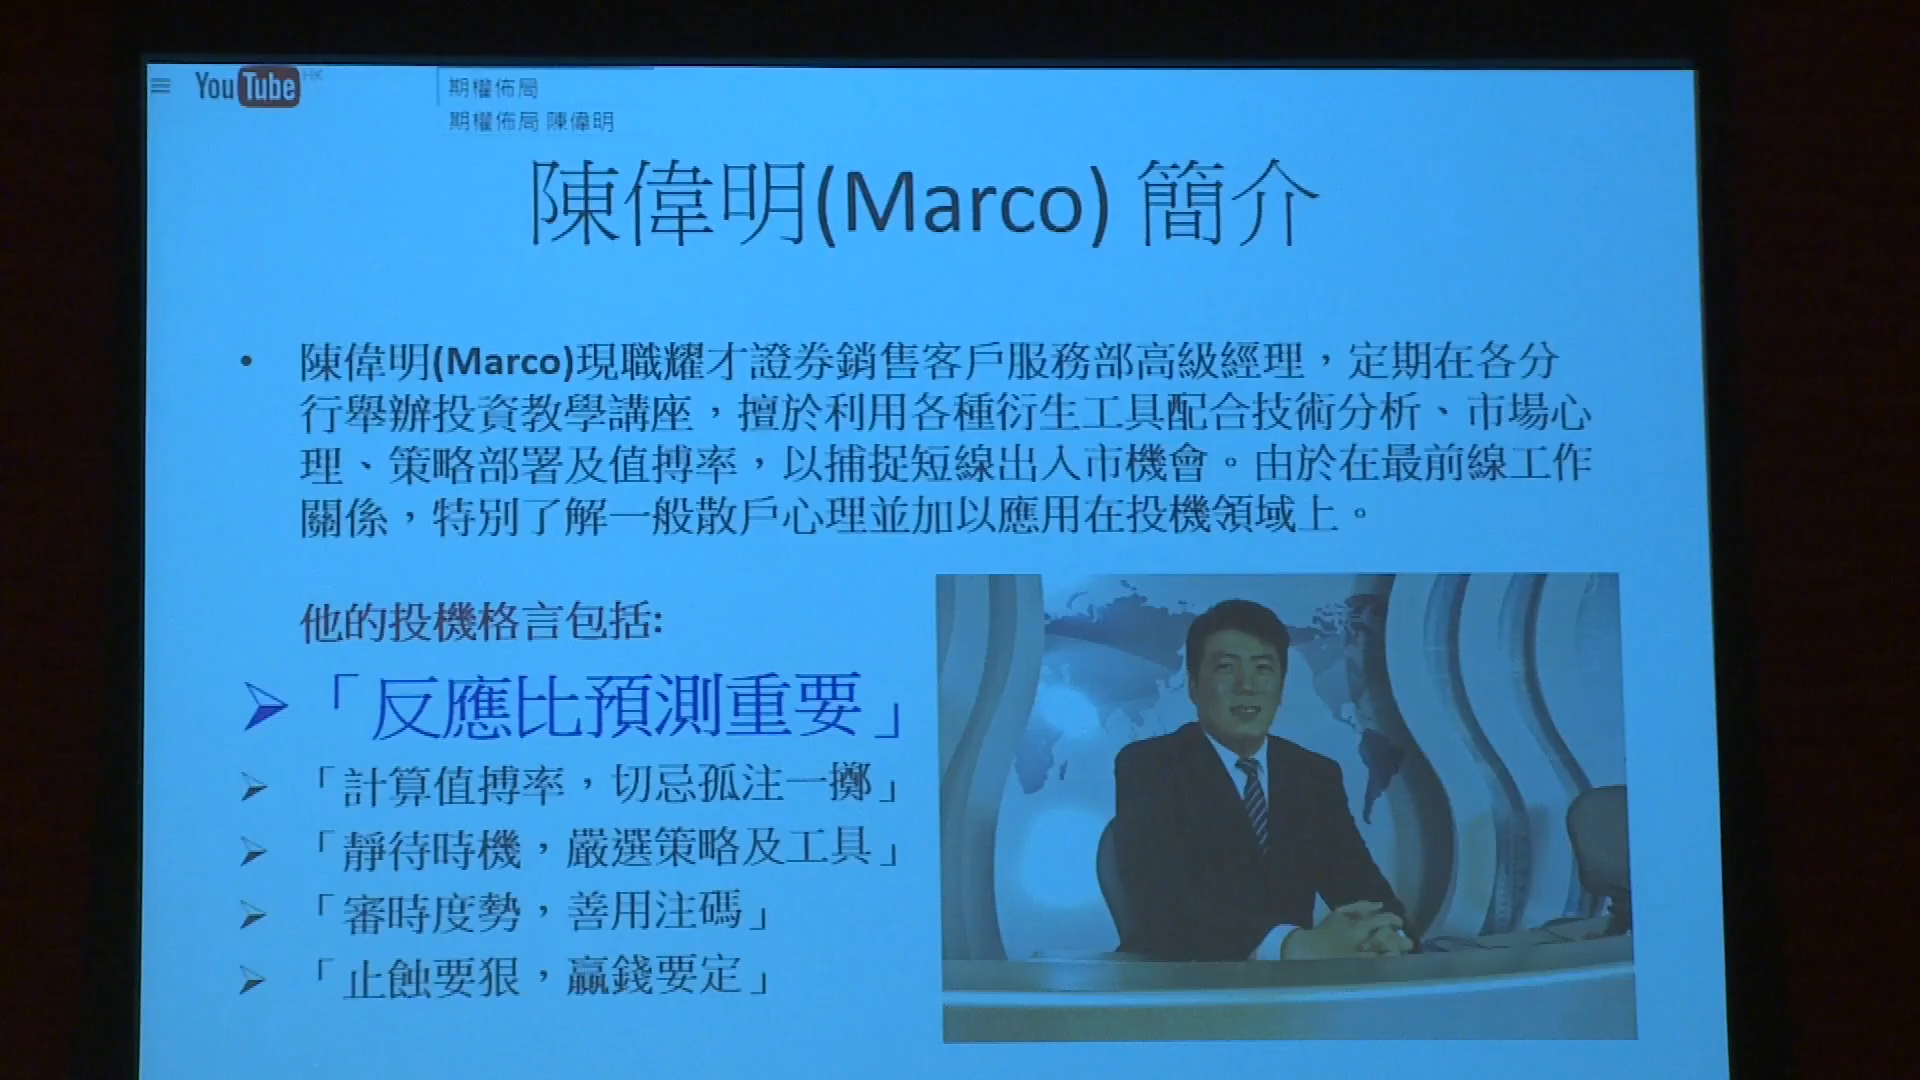 YouTube HK
期權佈局
期權佈局 陳偉明
陳偉明(Marco) 簡介
• 陳偉明(Marco)現職耀才證券銷售客戶服務部高級經理，定期在各分
行舉辦投資教學講座，擅於利用各種衍生工具配合技術分析、市場心
理、策略部署及值搏率，以捕捉短線出入市機會。由於在最前線工作
關係，特別了解一般散戶心理並加以應用在投機領域上。
他的投機格言包括:
➢「反應比預測重要」
➢「計算值搏率，切忌孤注一擲」
➢「靜待時機，嚴選策略及工具」
➢「審時度勢，善用注碼」
➢「止蝕要狠，贏錢要定」